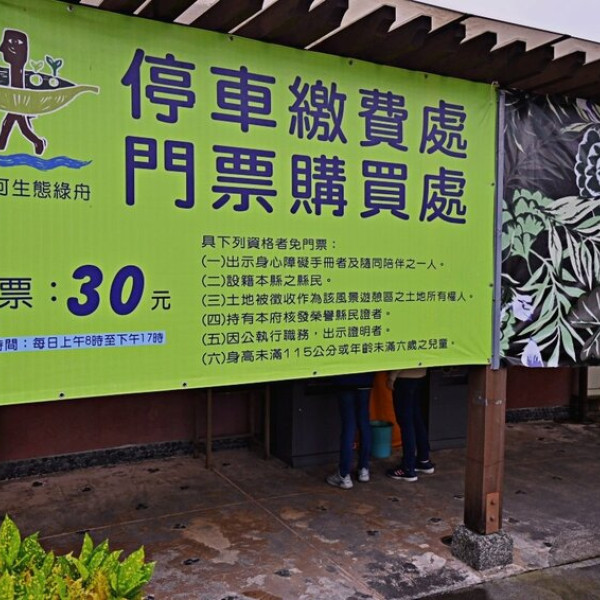 停車繳費處
門票購買處
可生態綠舟
具下列資格者免門票：
(一)出示身心障礙手冊者及隨同陪伴之一人。
(二)設籍本縣之縣民。
(三)土地被徵收作為該風景遊憩區之土地所有權人。
(四)持有本府核發榮譽縣民證者。
(五)因公執行職務，出示證明者。
(六)身高未滿115公分或年齡未滿六歲之兒童。
票：30元
時間：每日上午8時至下午17時